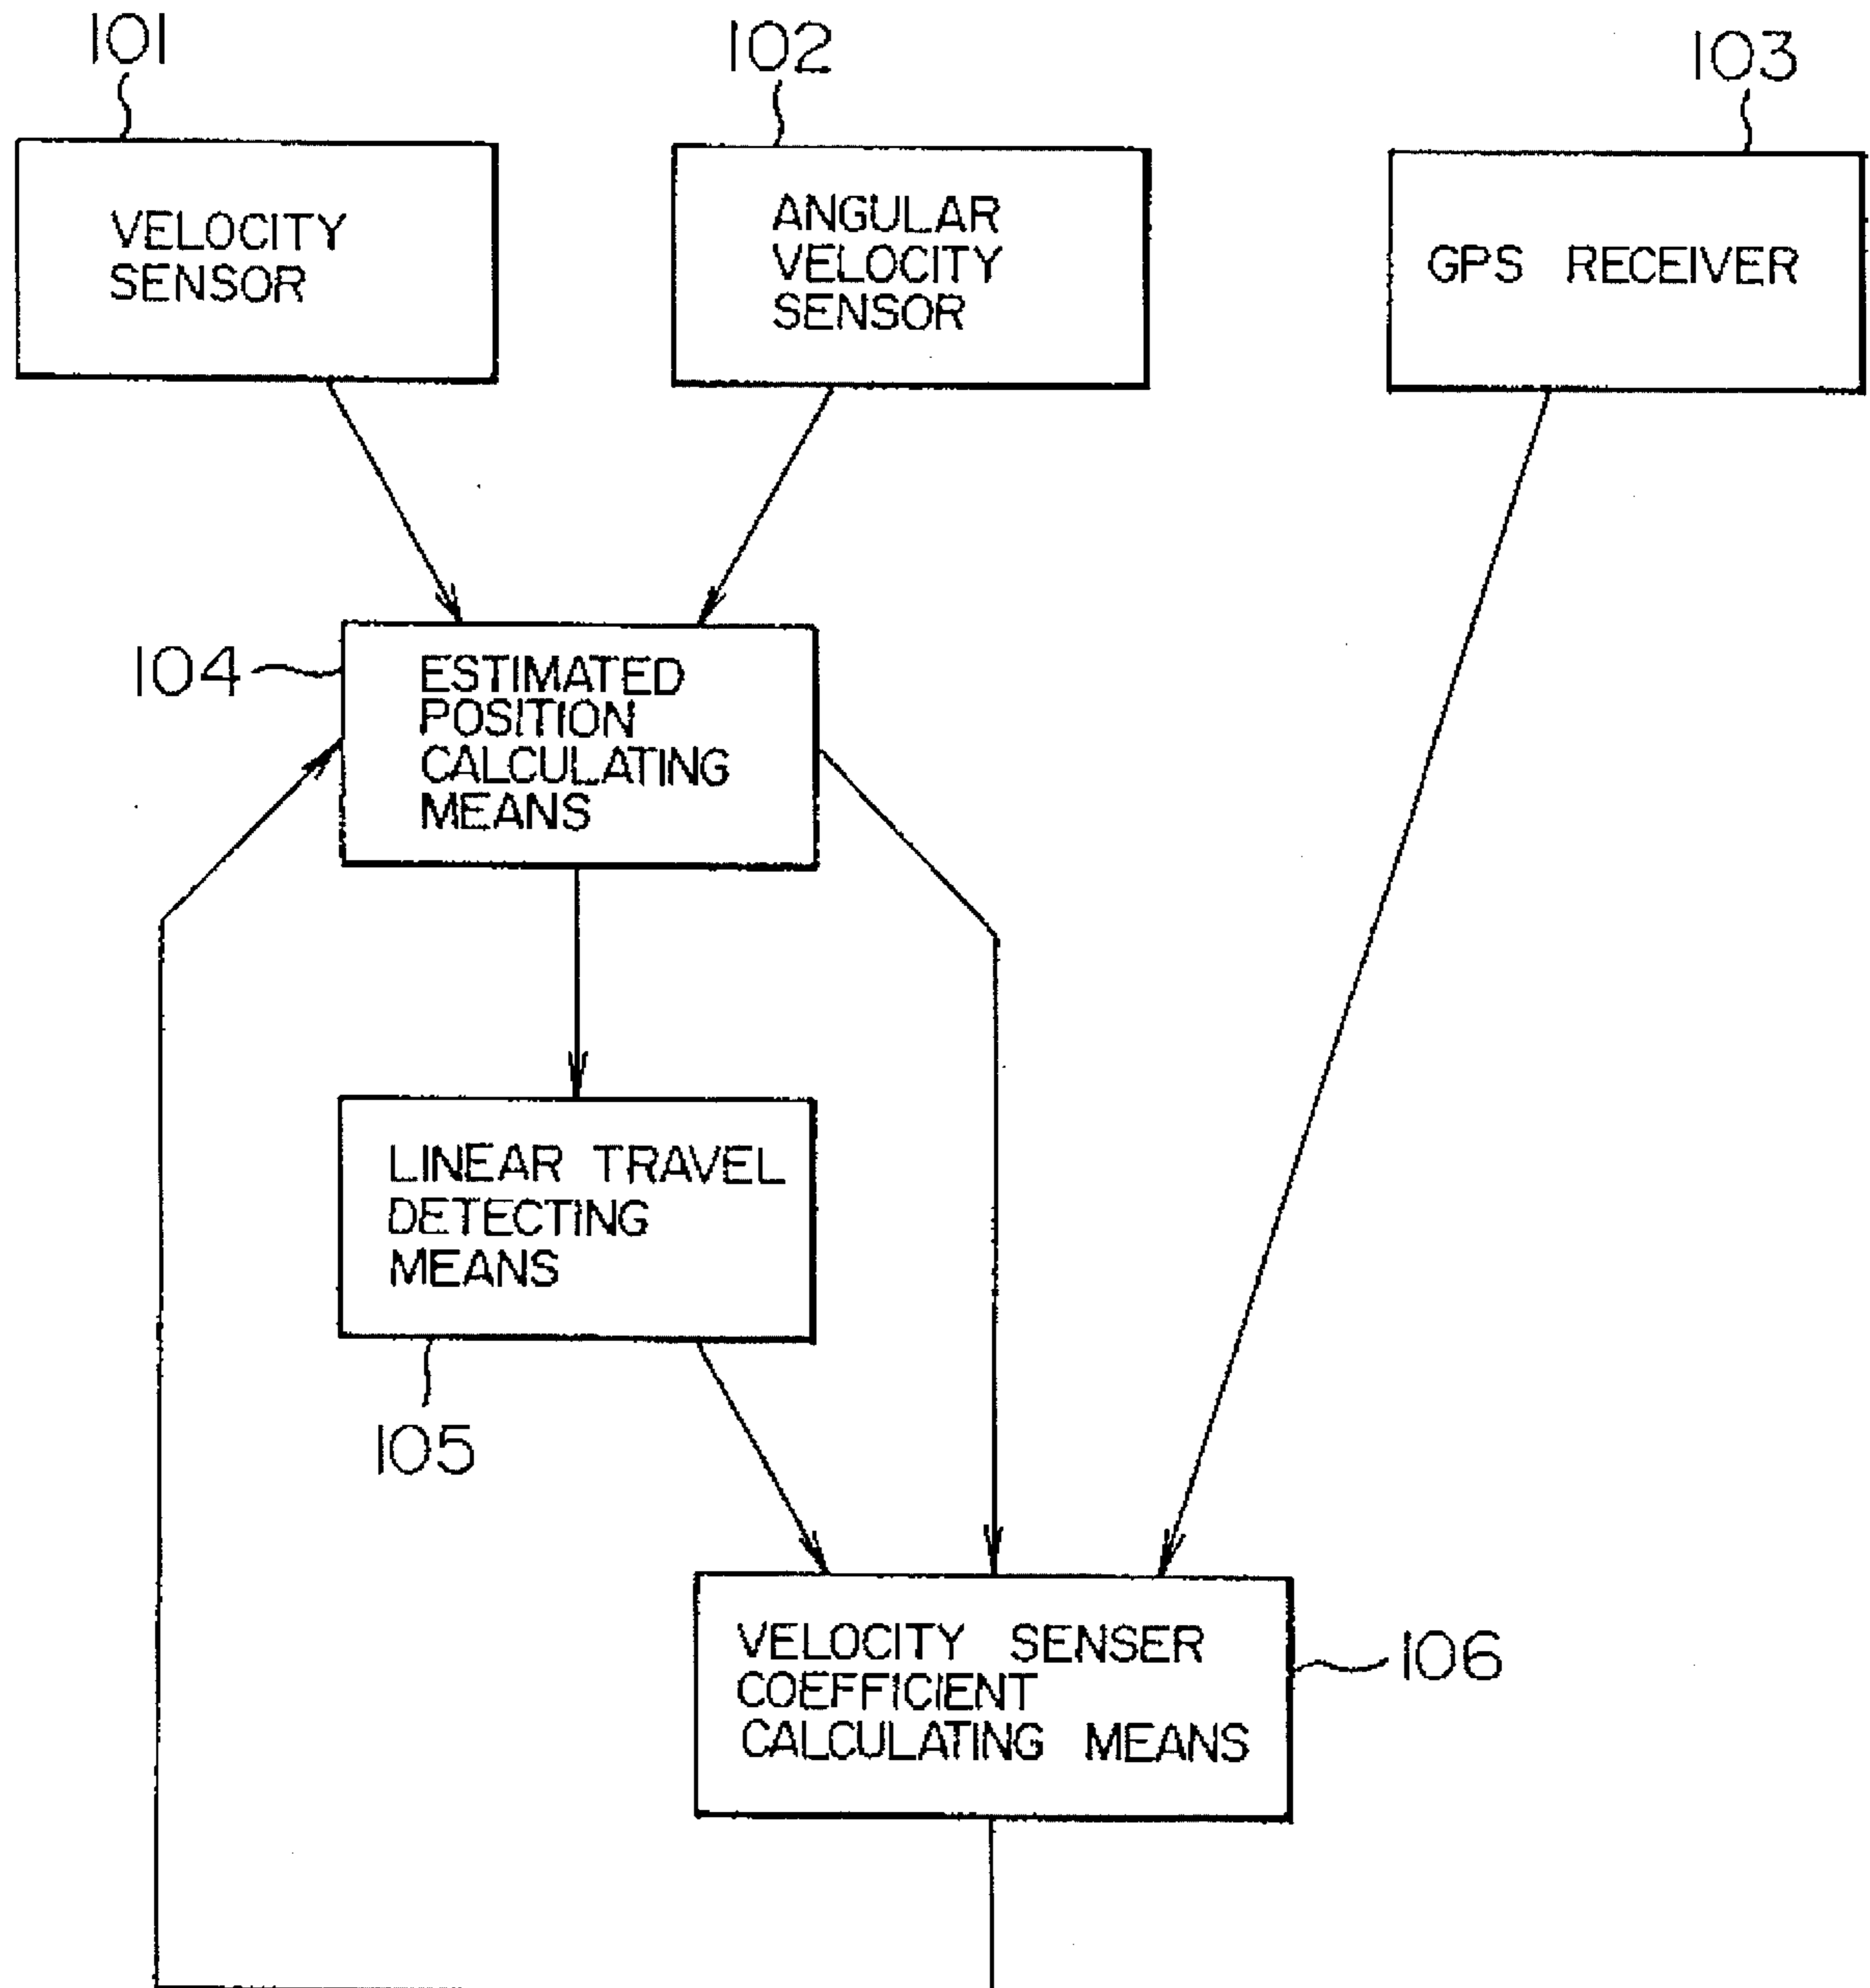 101
102
103
VELOCITY
SENSOR
ANGULAR
VELOCITY
SENSOR
GPS RECEIVER
104
ESTIMATED
POSITION
CALCULATING
MEANS
LINEAR TRAVEL
DETECTING
MEANS
105
VELOCITY SENSER
COEFFICIENT
CALCULATING MEANS
106